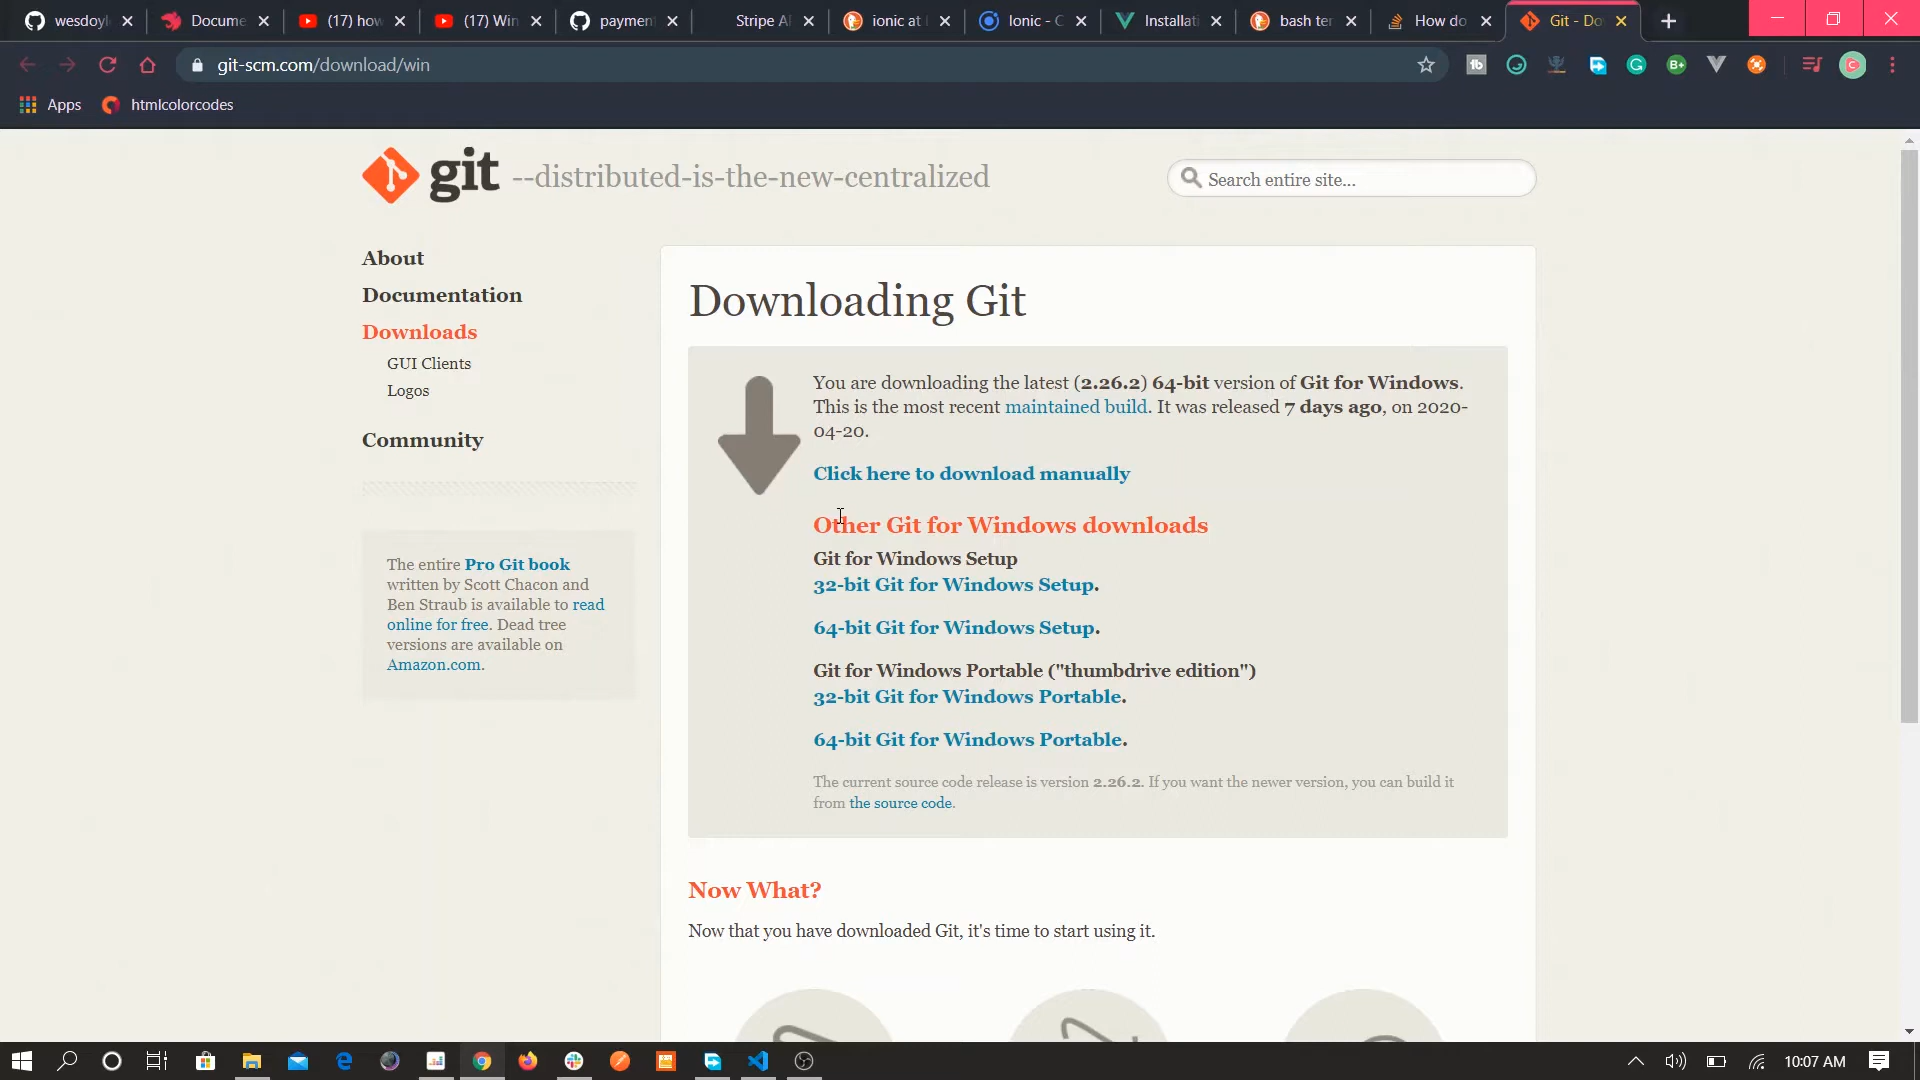 wesdoyl
Docume
(17) how
(17) Win
paymen
Stripe A
ionic at
Ionic - C
Installati
bash ter
How do
Git - Do
git-scm.com/download/win
Apps
htmlcolorcodes
git --distributed-is-the-new-centralized
Search entire site...
About
Documentation
Downloads
GUI Clients
Logos
Community
The entire Pro Git book
written by Scott Chacon and
Ben Straub is available to read
online for free. Dead tree
versions are available on
Amazon.com.
Downloading Git
You are downloading the latest (2.26.2) 64-bit version of Git for Windows.
This is the most recent maintained build. It was released 7 days ago, on 2020-
04-20.
Click here to download manually
Other Git for Windows downloads
Git for Windows Setup
32-bit Git for Windows Setup.
64-bit Git for Windows Setup.
Git for Windows Portable ("thumbdrive edition")
32-bit Git for Windows Portable.
64-bit Git for Windows Portable.
The current source code release is version 2.26.2. If you want the newer version, you can build it
from the source code.
Now What?
Now that you have downloaded Git, it's time to start using it.
10:07 AM